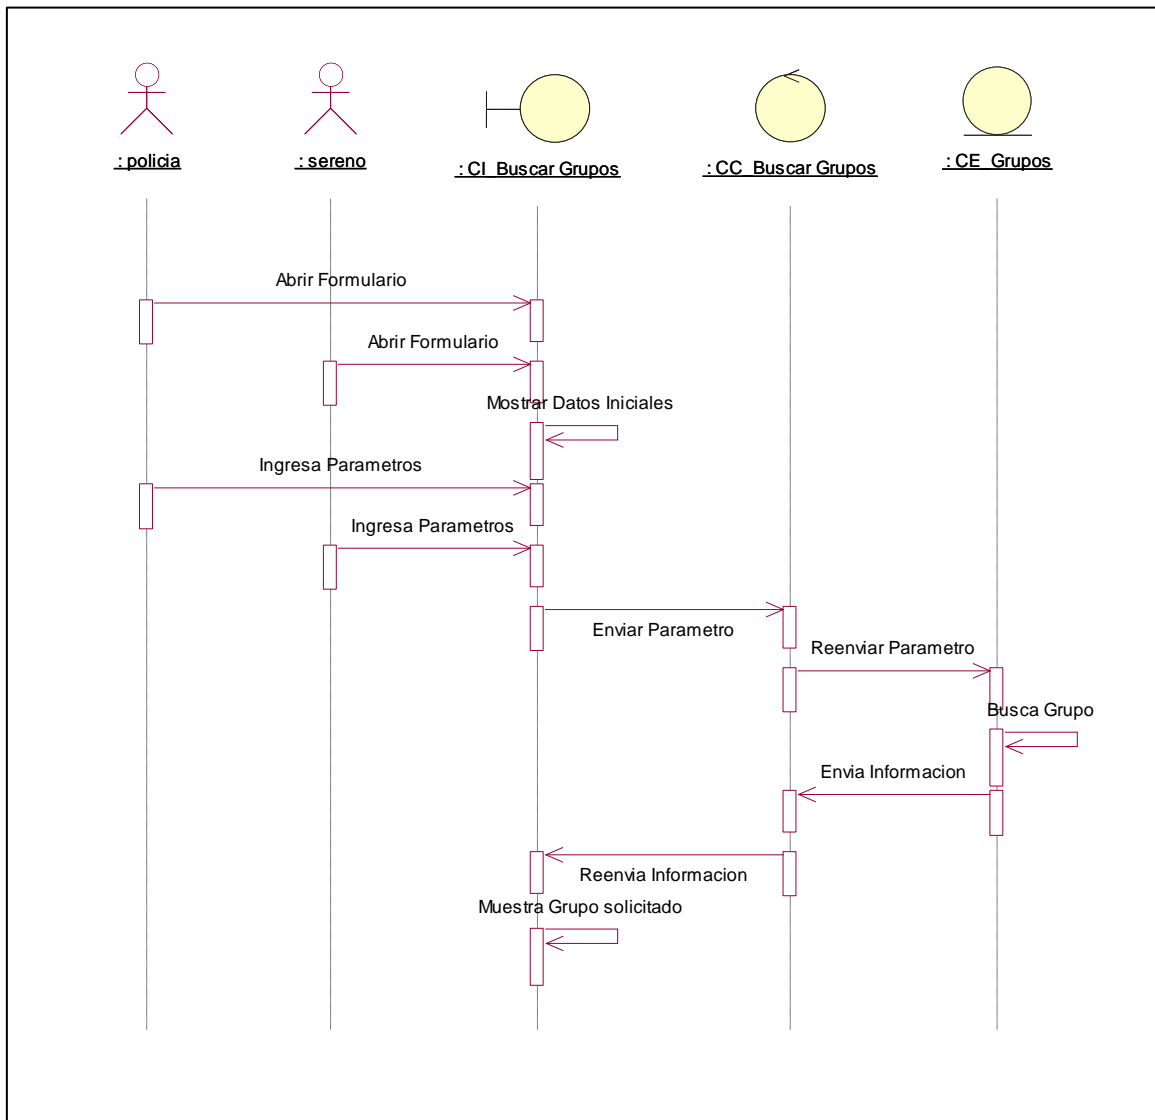 : policia
: sereno
: CI_Buscar Grupos
: CC_Buscar Grupos
: CE_Grupos
Abrir Formulario
Abrir Formulario
Mostrar Datos Iniciales
Ingresa Parametros
Ingresa Parametros
Enviar Parametro
Reenviar Parametro
Busca Grupo
Envia Informacion
Reenvia Informacion
Muestra Grupo solicitado